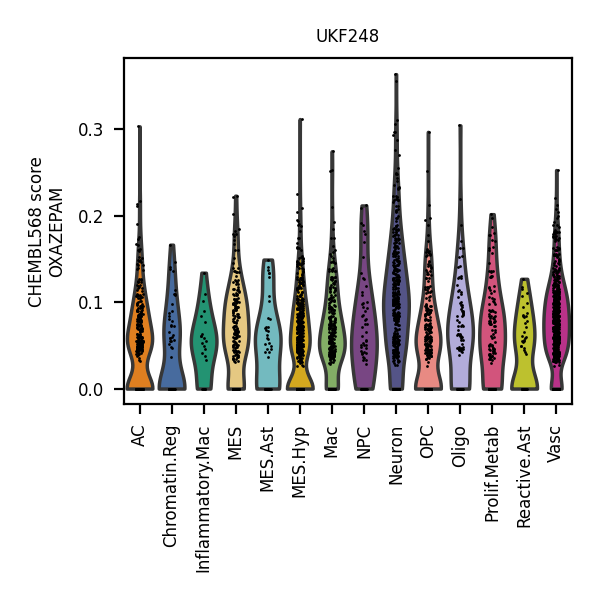 UKF248
CHEMBL568 score
OXAZEPAM
0.3
0.2
0.1
0.0
AC
Chromatin.Reg
Inflammatory.Mac
MES
MES.Ast
MES.Hyp
Mac
NPC
Neuron
OPC
Oligo
Prolif.Metab
Reactive.Ast
Vasc